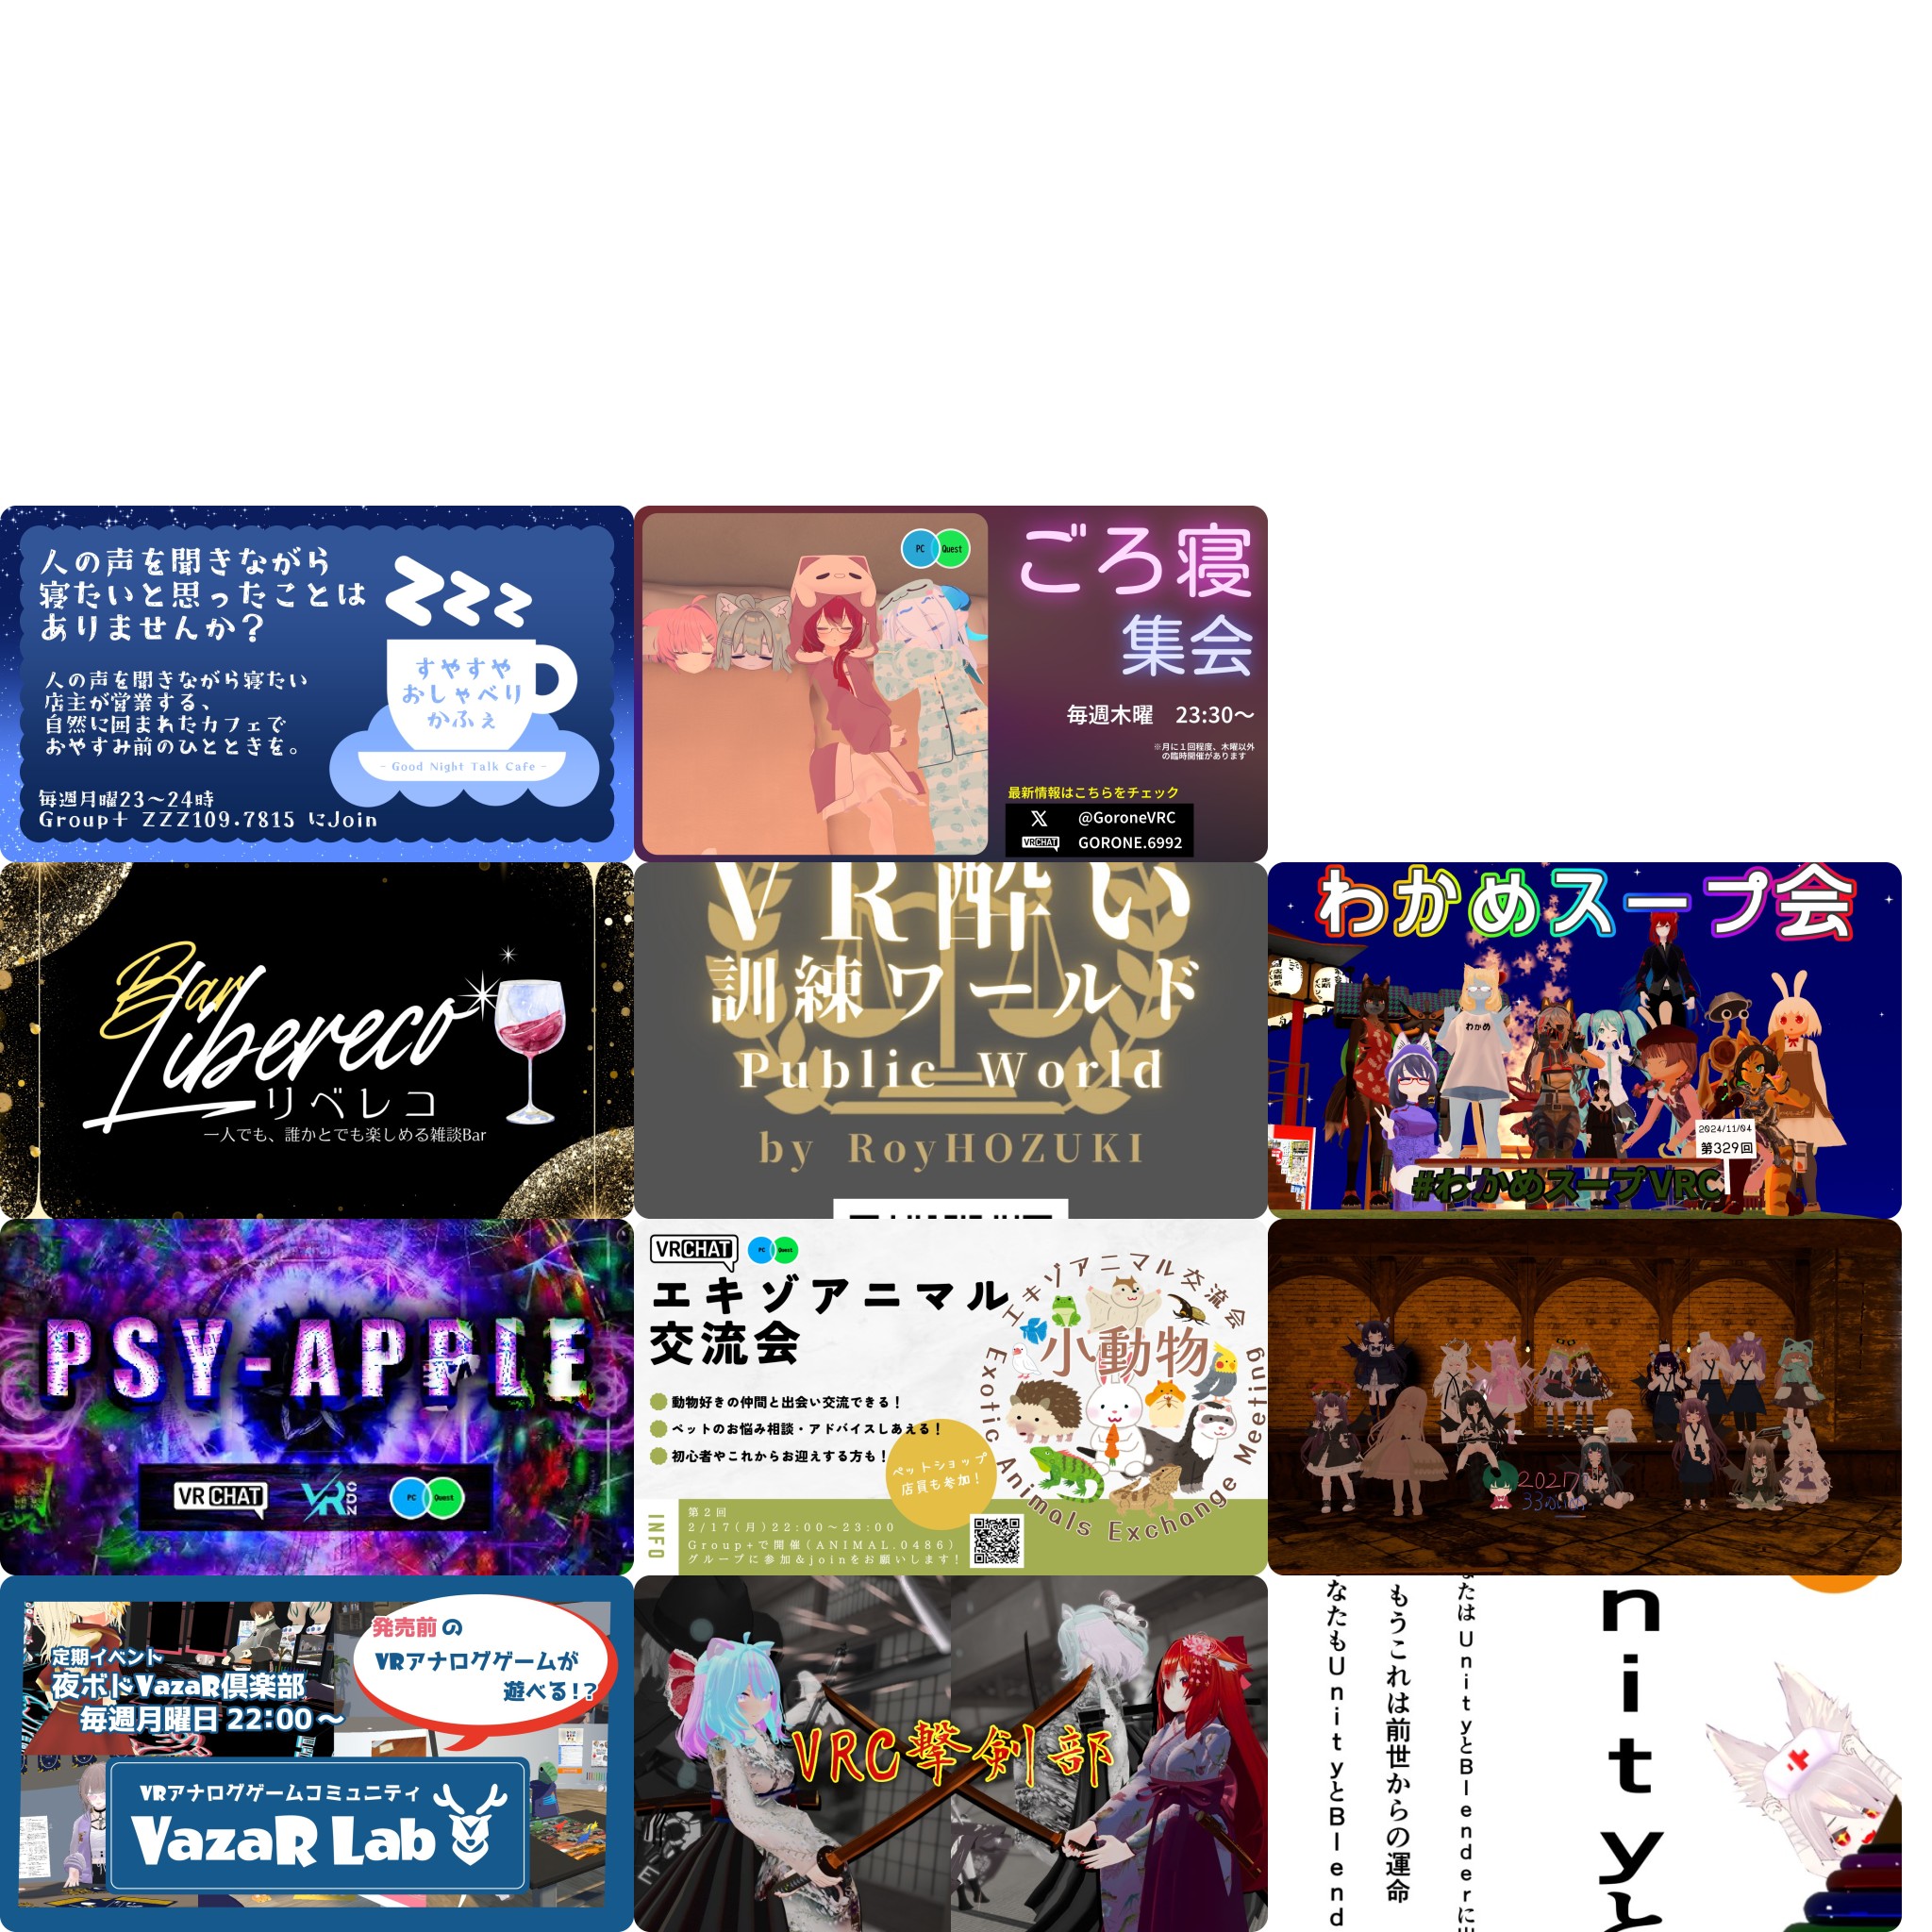 人の声を聞きながら
寝たいと思ったことは
ありませんか?
人の声を聞きながら寝たい
店主が営業する、
自然に囲まれたカフェで
おやすみ前のひとときを。
毎週月曜23～24時
Group+ ZZZ109.7815 にJoin
zzz
すやすや
おしゃべり
かふぇ
- Good Night Talk Cafe -
PC Quest
ごろ寝
集会
毎週木曜 23:30～
※月に1回程度、木曜以外
の臨時開催があります
最新情報はこちらをチェック
X @GoroneVRC
VRCHAT GORONE.6992
Bar
Libereco
リベレコ
一人でも、誰かとでも楽しめる雑談Bar
VR酔い
訓練ワールド
Public World
by RoyHOZUKI
わかめスープ会
わかめ
2024/11/04
第329回
#わかめスープVRC
PSY-APPLE
VRCHAT
PC Quest
VRCHAT PC Quest
エキゾアニマル
交流会
動物好きの仲間と出会い交流できる！
ペットのお悩み相談・アドバイスしあえる！
初心者やこれからお迎えする方も！
ペットショップ
店員も参加！
エキゾアニマル交流会
小動物
Exotic Animals Exchange Meeting
INFO
第2回
2/17(月)22:00～23:00
Group+で開催(ANIMAL.0486)
グループに参加&joinをお願いします！
定期イベント
夜ボドVazaR倶楽部
毎週月曜日 22:00～
発売前の
VRアナログゲームが
遊べる!?
VRアナログゲームコミュニティ
VazaR Lab
VRC撃剣部
nityと
たはUnityとBlenderに
もうこれは前世からの運命
なたもUnityとBlend